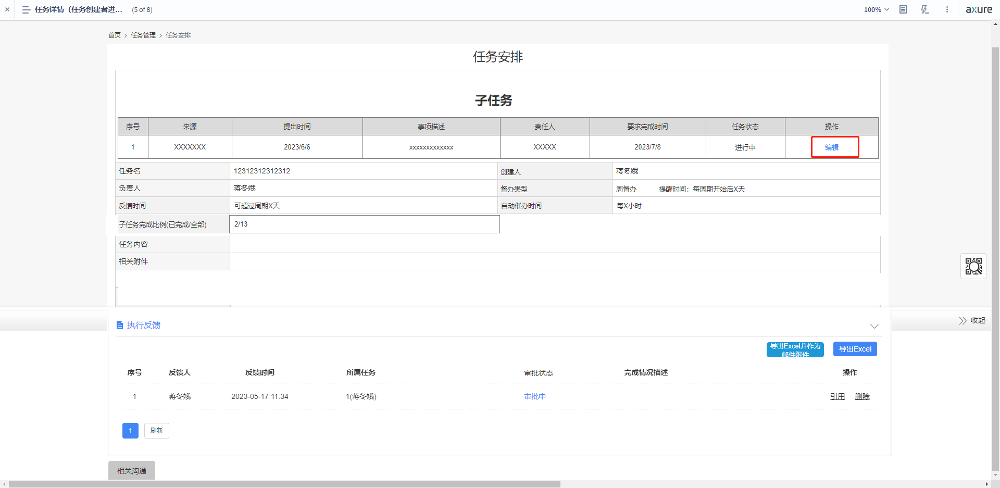 任务详情（任务创建者进... (5 of 8) 100% axure
首页 > 任务管理 > 任务安排
任务安排
子任务
序号 来源 提出时间 事项描述 责任人 要求完成时间 任务状态 操作
1 XXXXXXX 2023/6/6 xxxxxxxxxxxxx XXXXX 2023/7/8 进行中 编辑
任务名 12312312312312 创建人 蒋冬娥
负责人 蒋冬娥 督办类型 周督办 提醒时间：每周期开始后X天
反馈时间 可超过周期X天 自动催办时间 每X小时
子任务完成比例(已完成/全部) 2/13
任务内容
相关附件
收起
执行反馈
导出Excel并作为
邮件附件
导出Excel
序号 反馈人 反馈时间 所属任务 审批状态 完成情况描述 操作
1 蒋冬娥 2023-05-17 11:34 1(蒋冬娥) 审批中 引用 删除
1 刷新
相关沟通